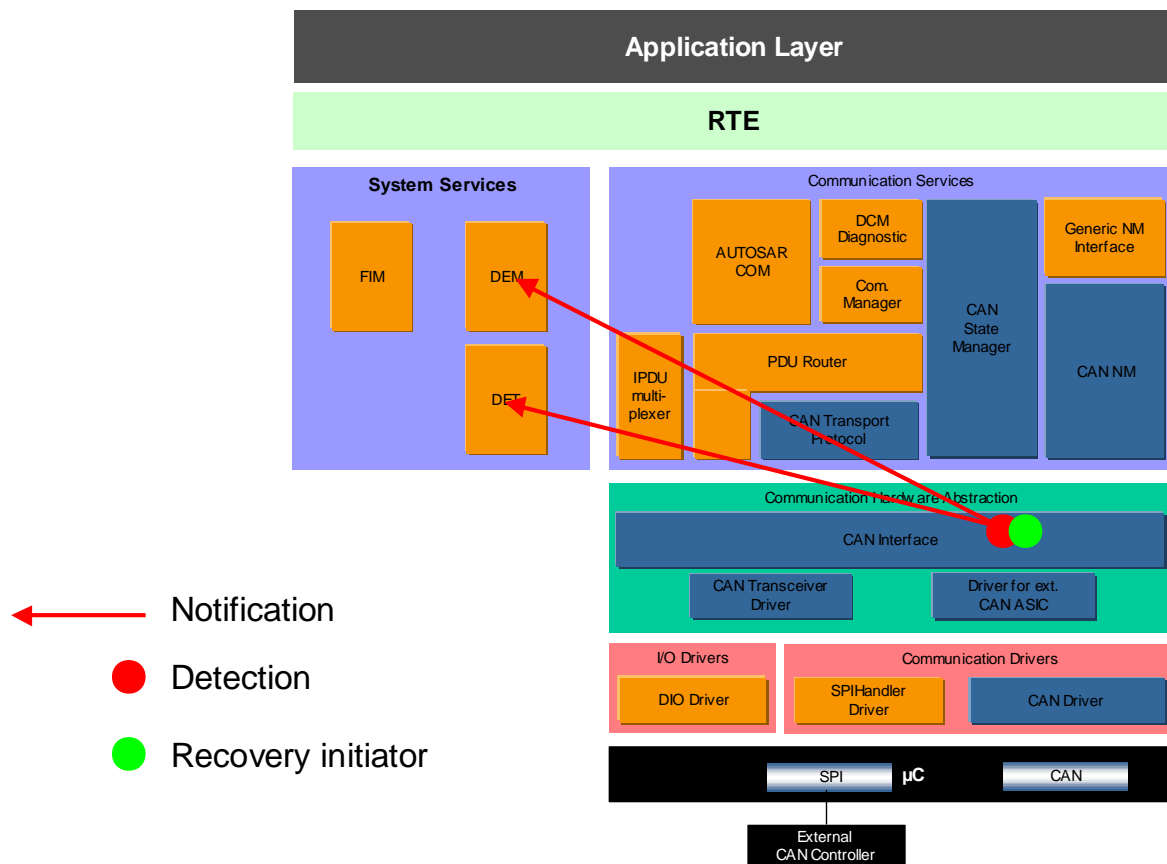 Application Layer
RTE
System Services
FIM
DEM
DET
Communication Services
AUTOSAR
COM
DCM
Diagnostic
Com.
Manager
CAN
State
Manager
Generic NM
Interface
CAN NM
IPDU
multi-
plexer
PDU Router
CAN Transport
Protocol
Communication Hardware Abstraction
CAN Interface
CAN Transceiver
Driver
Driver for ext.
CAN ASIC
I/O Drivers
DIO Driver
Communication Drivers
SPIHandler
Driver
CAN Driver
SPI
µC
CAN
External
CAN Controller
Notification
Detection
Recovery initiator